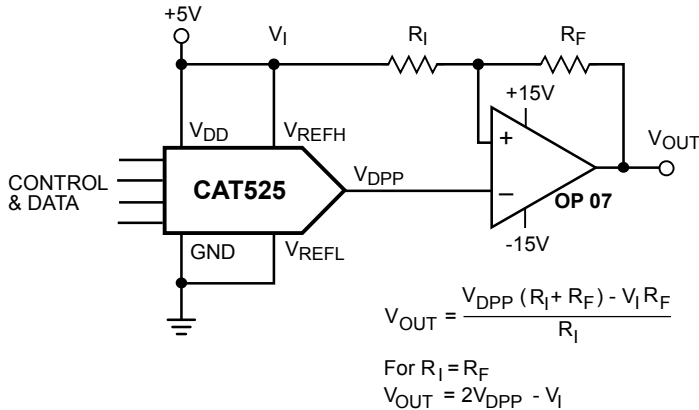 +5V
V_I
R_I
R_F
+15V
V_OUT
V_DD
V_REFH
+
CONTROL
& DATA
CAT525
V_DPP
–
OP 07
GND
V_REFL
-15V
V_OUT = V_DPP (R_I + R_F) - V_I R_F
R_I
For R_I = R_F
V_OUT = 2V_DPP - V_I